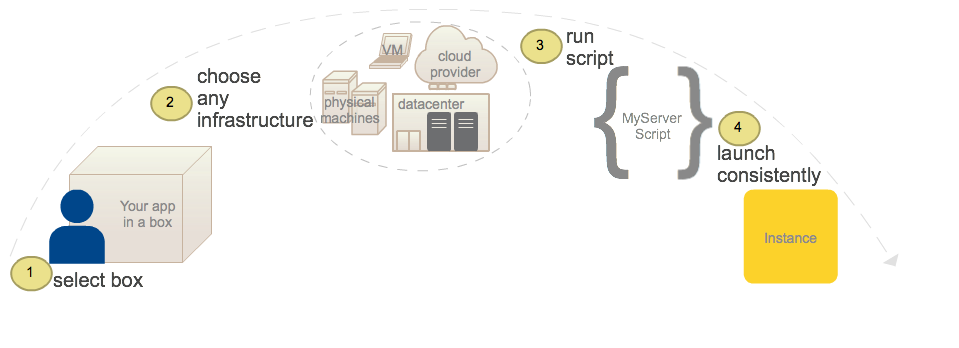 1
select box
Your app
in a box
2
choose
any
infrastructure
VM
cloud
provider
physical
machines
datacenter
3
run
script
{ MyServer
Script }
4
launch
consistently
Instance